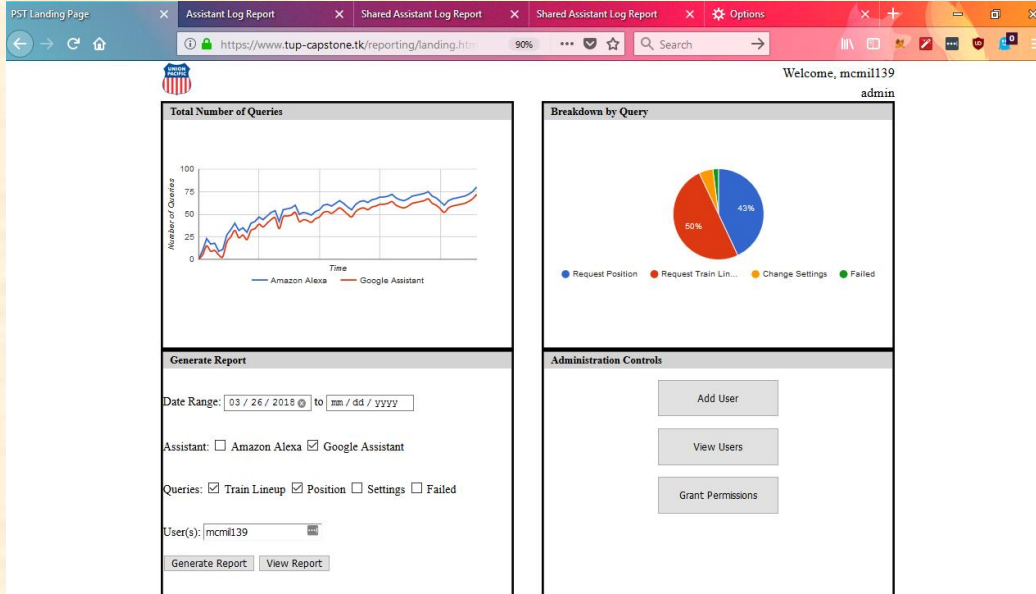 PST Landing Page
Assistant Log Report
Shared Assistant Log Report
Shared Assistant Log Report
Options
https://www.tup-capstone.tk/reporting/landing.htm
90%
Search
UNION
PACIFIC
Welcome, mcmil139
admin
Total Number of Queries
100
75
50
25
0
Number of Queries
Time
Amazon Alexa
Google Assistant
Breakdown by Query
43%
50%
Request Position
Request Train Lin...
Change Settings
Failed
Generate Report
Date Range: 03 / 26 / 2018 to mm / dd / yyyy
Assistant: Amazon Alexa Google Assistant
Queries: Train Lineup Position Settings Failed
User(s): mcmil139
Generate Report View Report
Administration Controls
Add User
View Users
Grant Permissions